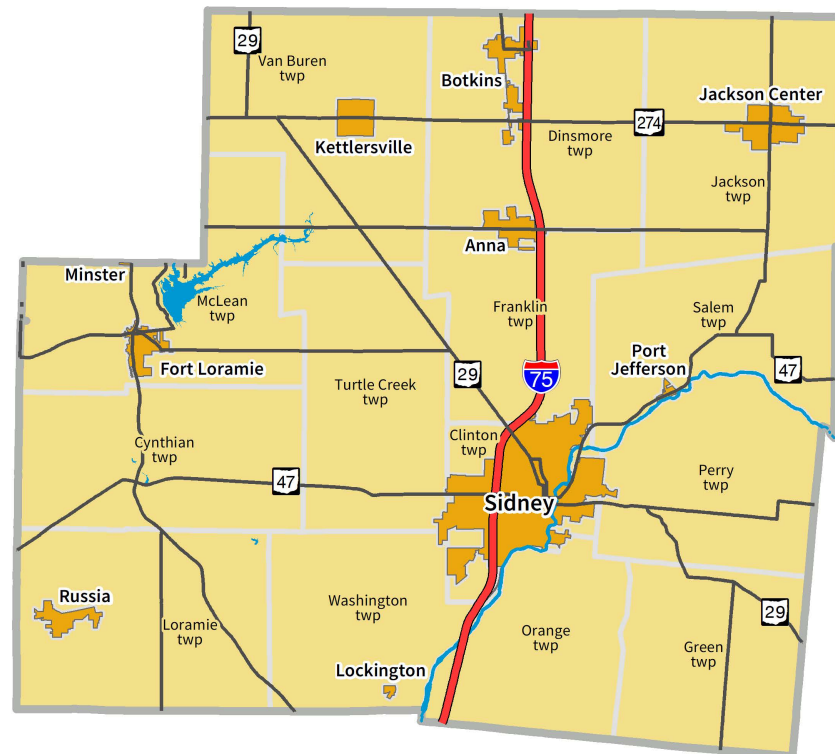 29
Van Buren
twp
Botkins
Jackson Center
274
Kettlersville
Dinsmore
twp
Jackson
twp
Anna
Minster
McLean
twp
Franklin
twp
Salem
twp
Fort Loramie
Port
Jefferson
29
75
47
Turtle Creek
twp
Clinton
twp
Cynthian
twp
47
Sidney
Perry
twp
Russia
Washington
twp
Loramie
twp
Orange
twp
29
Green
twp
Lockington